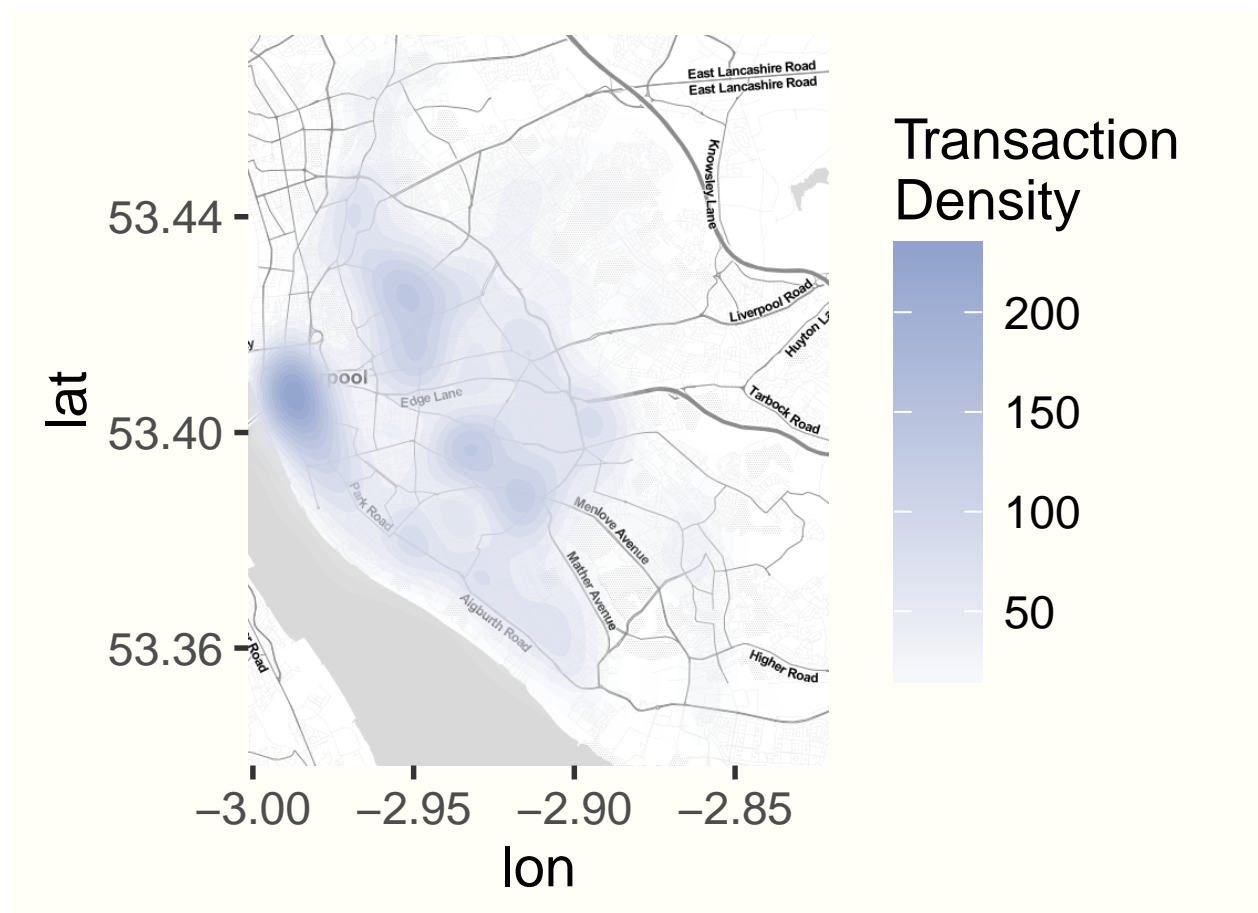 East Lancashire Road
East Lancashire Road
Knowsley Lane
Liverpool Road
Huyton La
Tarbock Road
pool
Edge Lane
Park Road
Menlove Avenue
Mather Avenue
Aigburth Road
Higher Road
Road
53.44
53.40
53.36
lat
−3.00
−2.95
−2.90
−2.85
lon
Transaction
Density
200
150
100
50